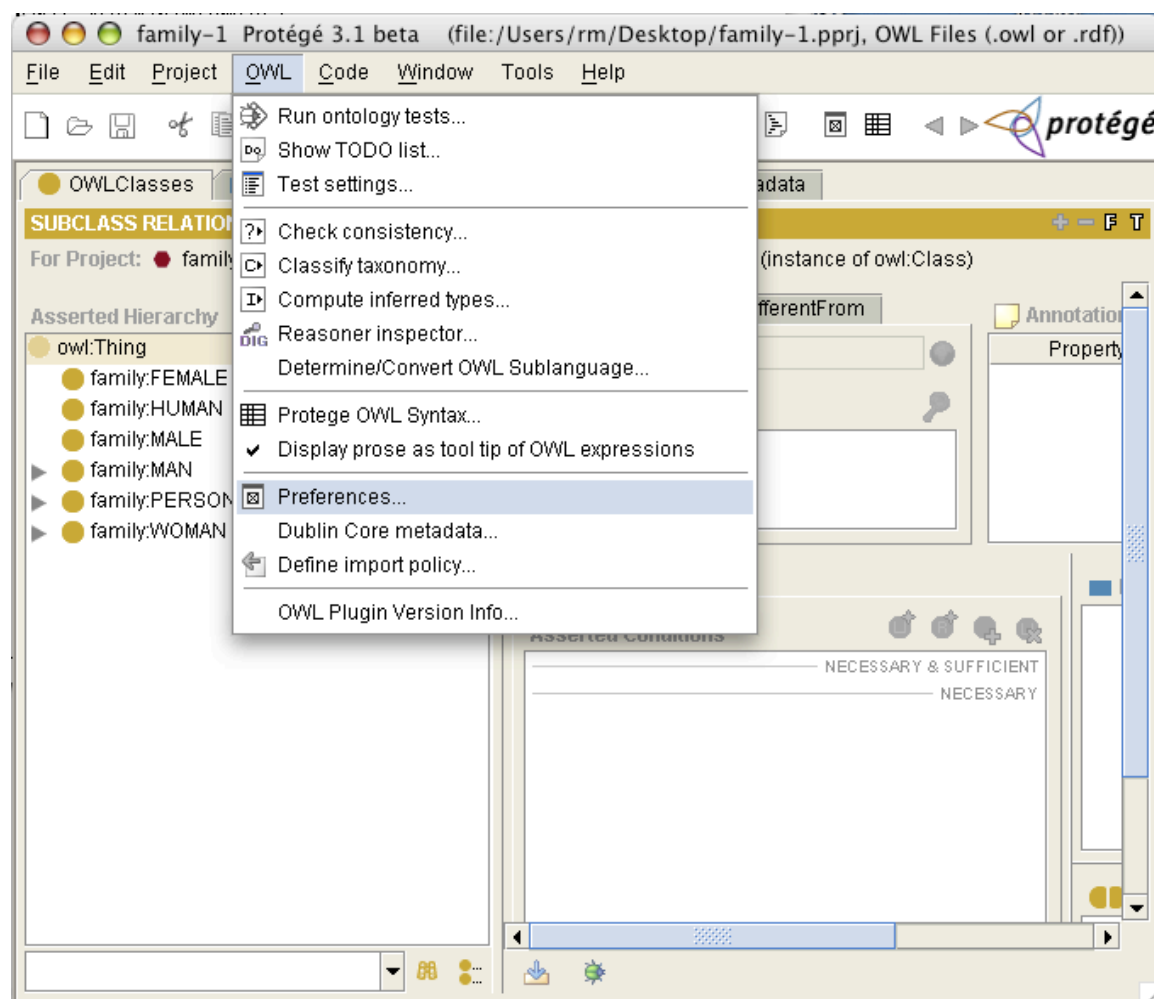 family-1 Protégé 3.1 beta (file:/Users/rm/Desktop/family-1.pprj, OWL Files (.owl or .rdf))
File Edit Project OWL Code Window Tools Help
protégé
Run ontology tests...
Show TODO list...
Test settings...
Check consistency...
Classify taxonomy...
Compute inferred types...
DIG Reasoner inspector...
Determine/Convert OWL Sublanguage...
Protege OWL Syntax...
Display prose as tool tip of OWL expressions
Preferences...
Dublin Core metadata...
Define import policy...
OWL Plugin Version Info...
OWLClasses
adata
SUBCLASS RELATION
F T
For Project: family
(instance of owl:Class)
Asserted Hierarchy
fferentFrom
Annotation
Property
owl:Thing
family:FEMALE
family:HUMAN
family:MALE
family:MAN
family:PERSON
family:WOMAN
Asserted Conditions
NECESSARY & SUFFICIENT
NECESSARY